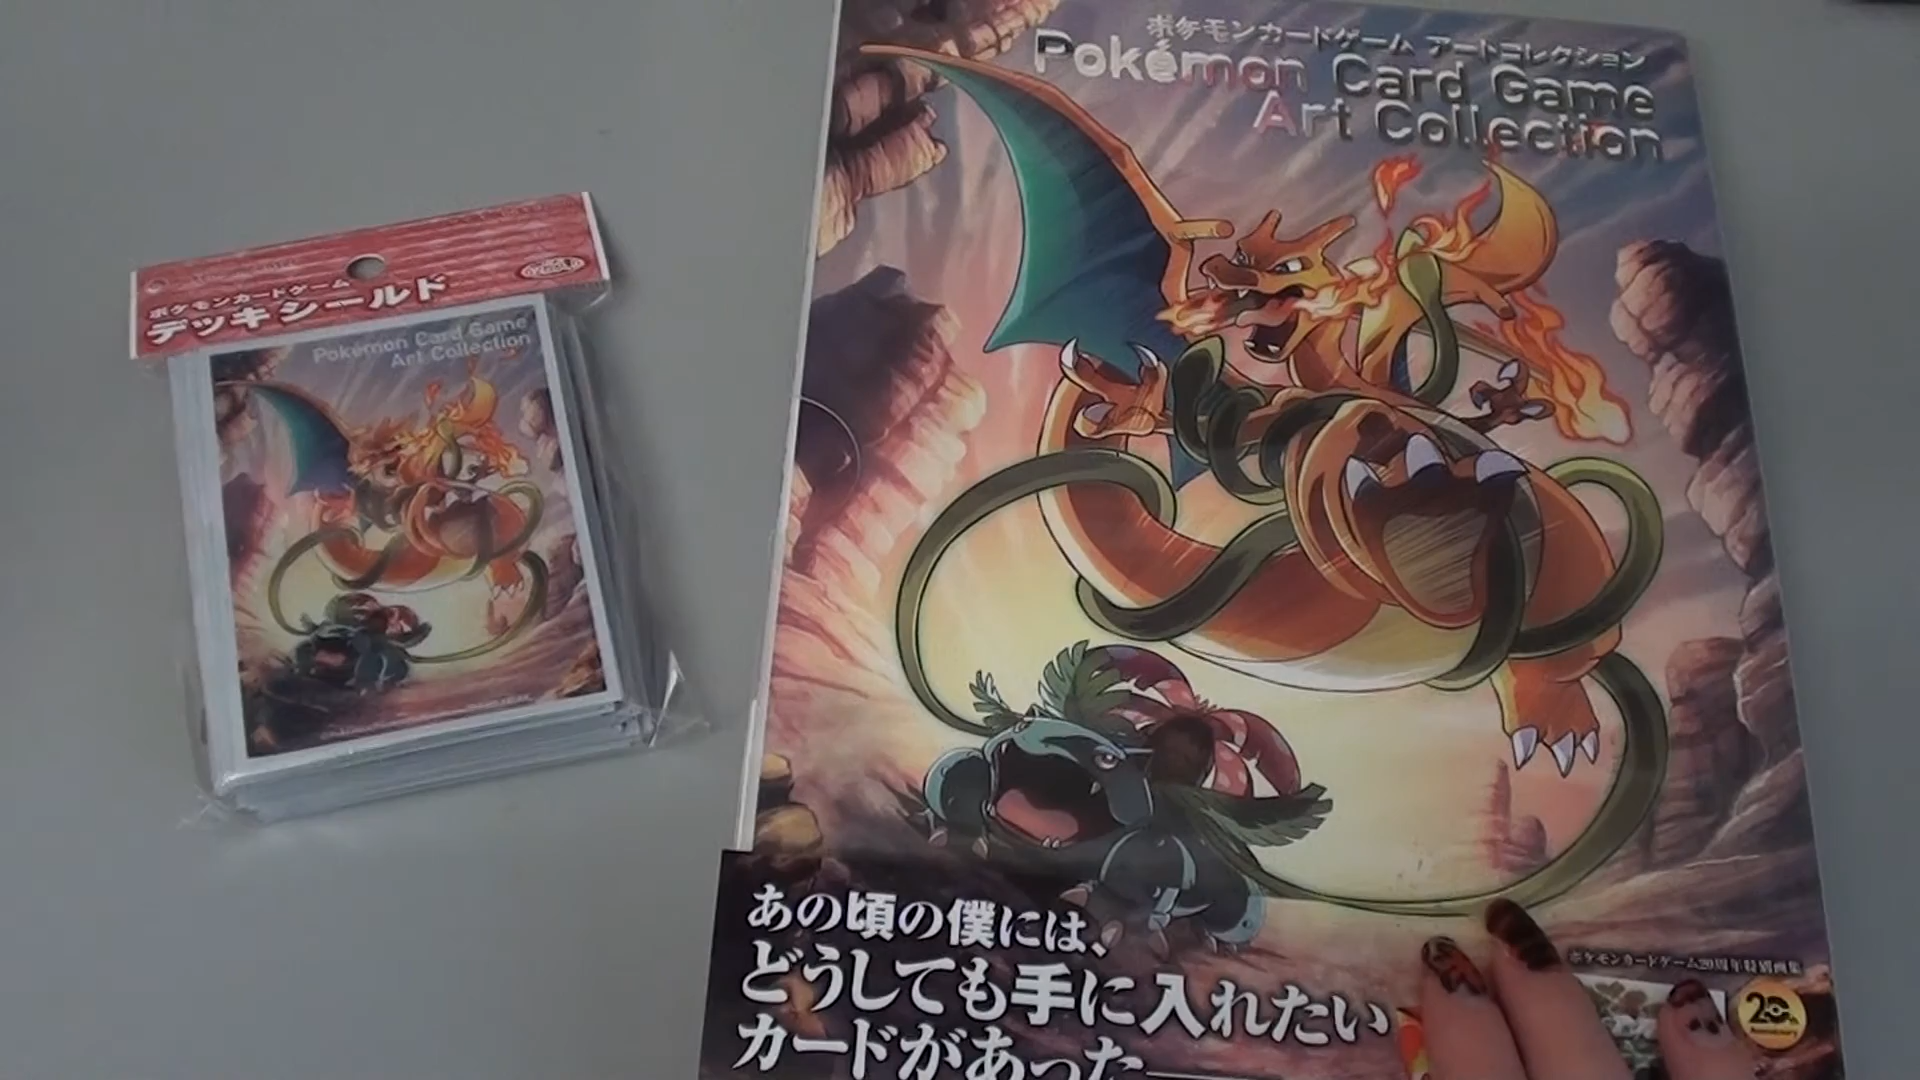 ポケモンカードゲーム
デッキシールド
Pokémon Card Game
Art Collection
ポケモンカードゲーム アートコレクション
Pokémon Card Game
Art Collection
あの頃の僕には、
どうしても手に入れたい
カードがあった——
ポケモンカードゲーム20周年特別画集
20th
Anniversary